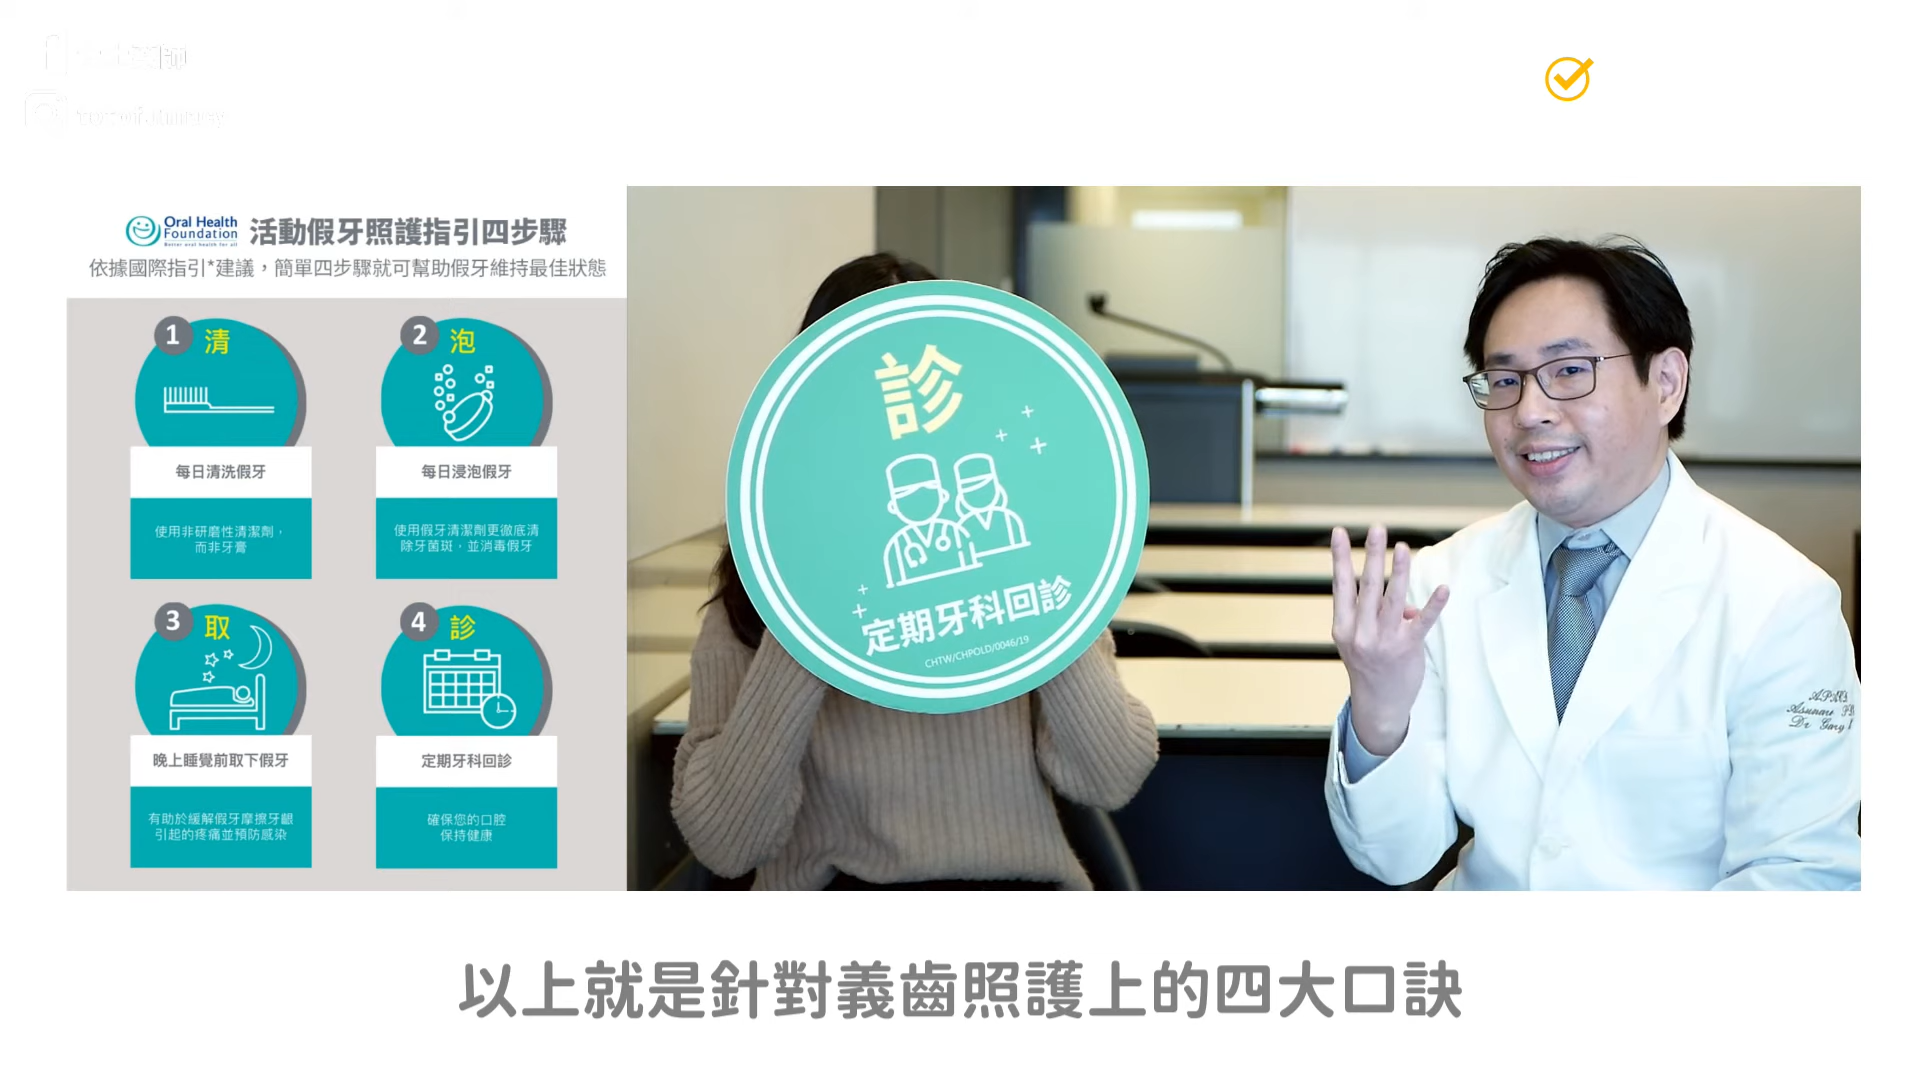 Oral Health
Foundation
Better oral health for all
活動假牙照護指引四步驟
依據國際指引*建議，簡單四步驟就可幫助假牙維持最佳狀態
1 清
每日清洗假牙
使用非研磨性清潔劑，
而非牙膏
2 泡
每日浸泡假牙
使用假牙清潔劑更徹底清
除牙菌斑，並消毒假牙
3 取
晚上睡覺前取下假牙
有助於緩解假牙摩擦牙齦
引起的疼痛並預防感染
4 診
定期牙科回診
確保您的口腔
保持健康
診
定期牙科回診
CHTW/CHPOLD/0046/19
Dr Gary
以上就是針對義齒照護上的四大口訣